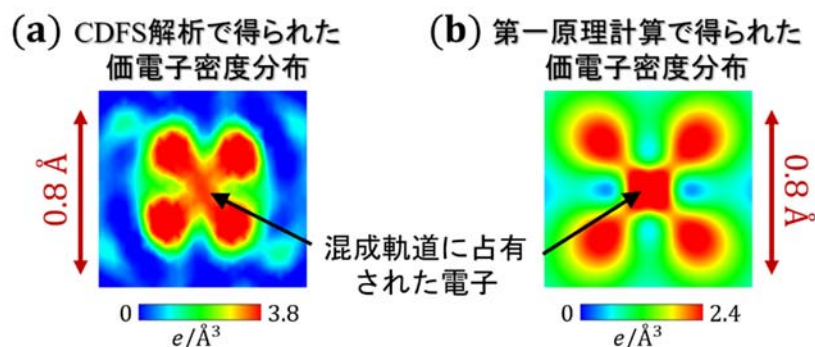 (a) CDFS解析で得られた
価電子密度分布
(b) 第一原理計算で得られた
価電子密度分布
0.8 Å
0.8 Å
混成軌道に占有
された電子
0 3.8
e/Å³
0 2.4
e/Å³